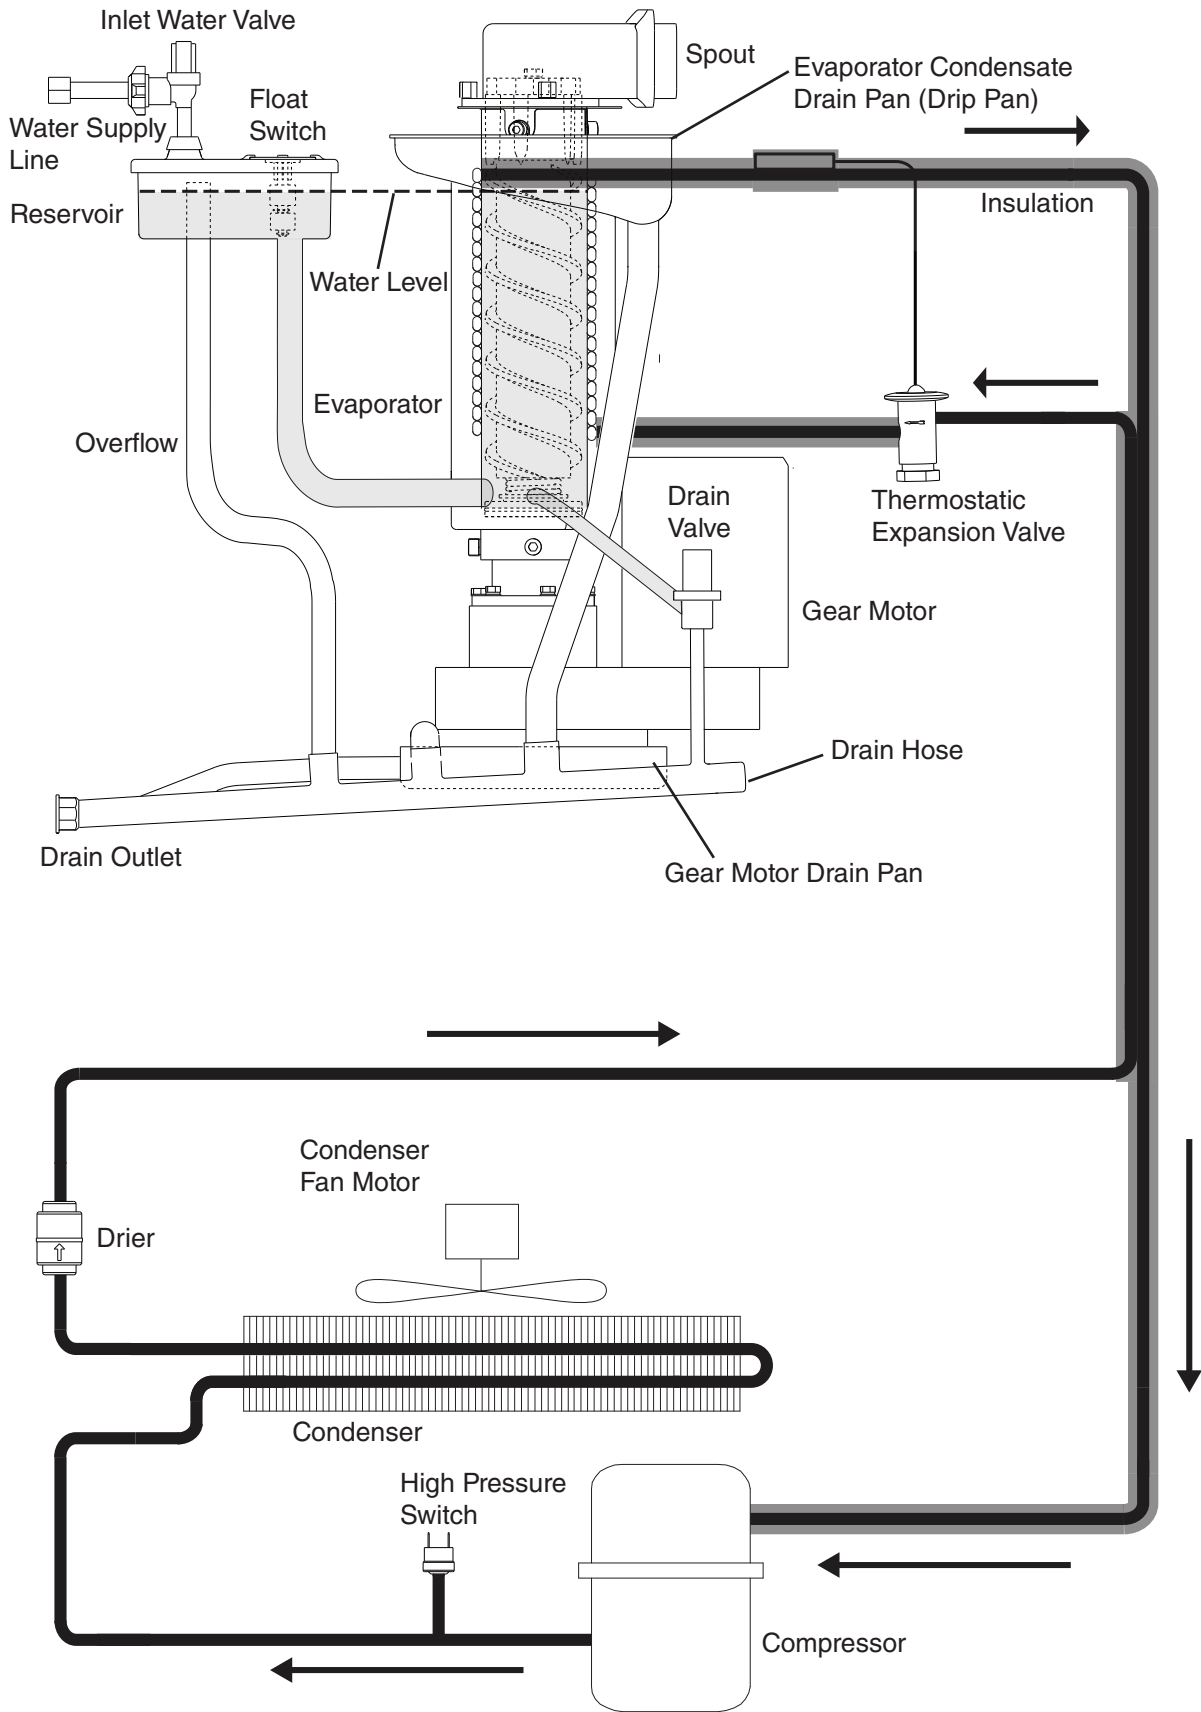 Inlet Water Valve
Spout
Evaporator Condensate
Drain Pan (Drip Pan)
Float
Switch
Water Supply
Line
Insulation
Reservoir
Water Level
Evaporator
Overflow
Drain
Valve
Thermostatic
Expansion Valve
Gear Motor
Drain Hose
Drain Outlet
Gear Motor Drain Pan
Condenser
Fan Motor
Drier
Condenser
High Pressure
Switch
Compressor